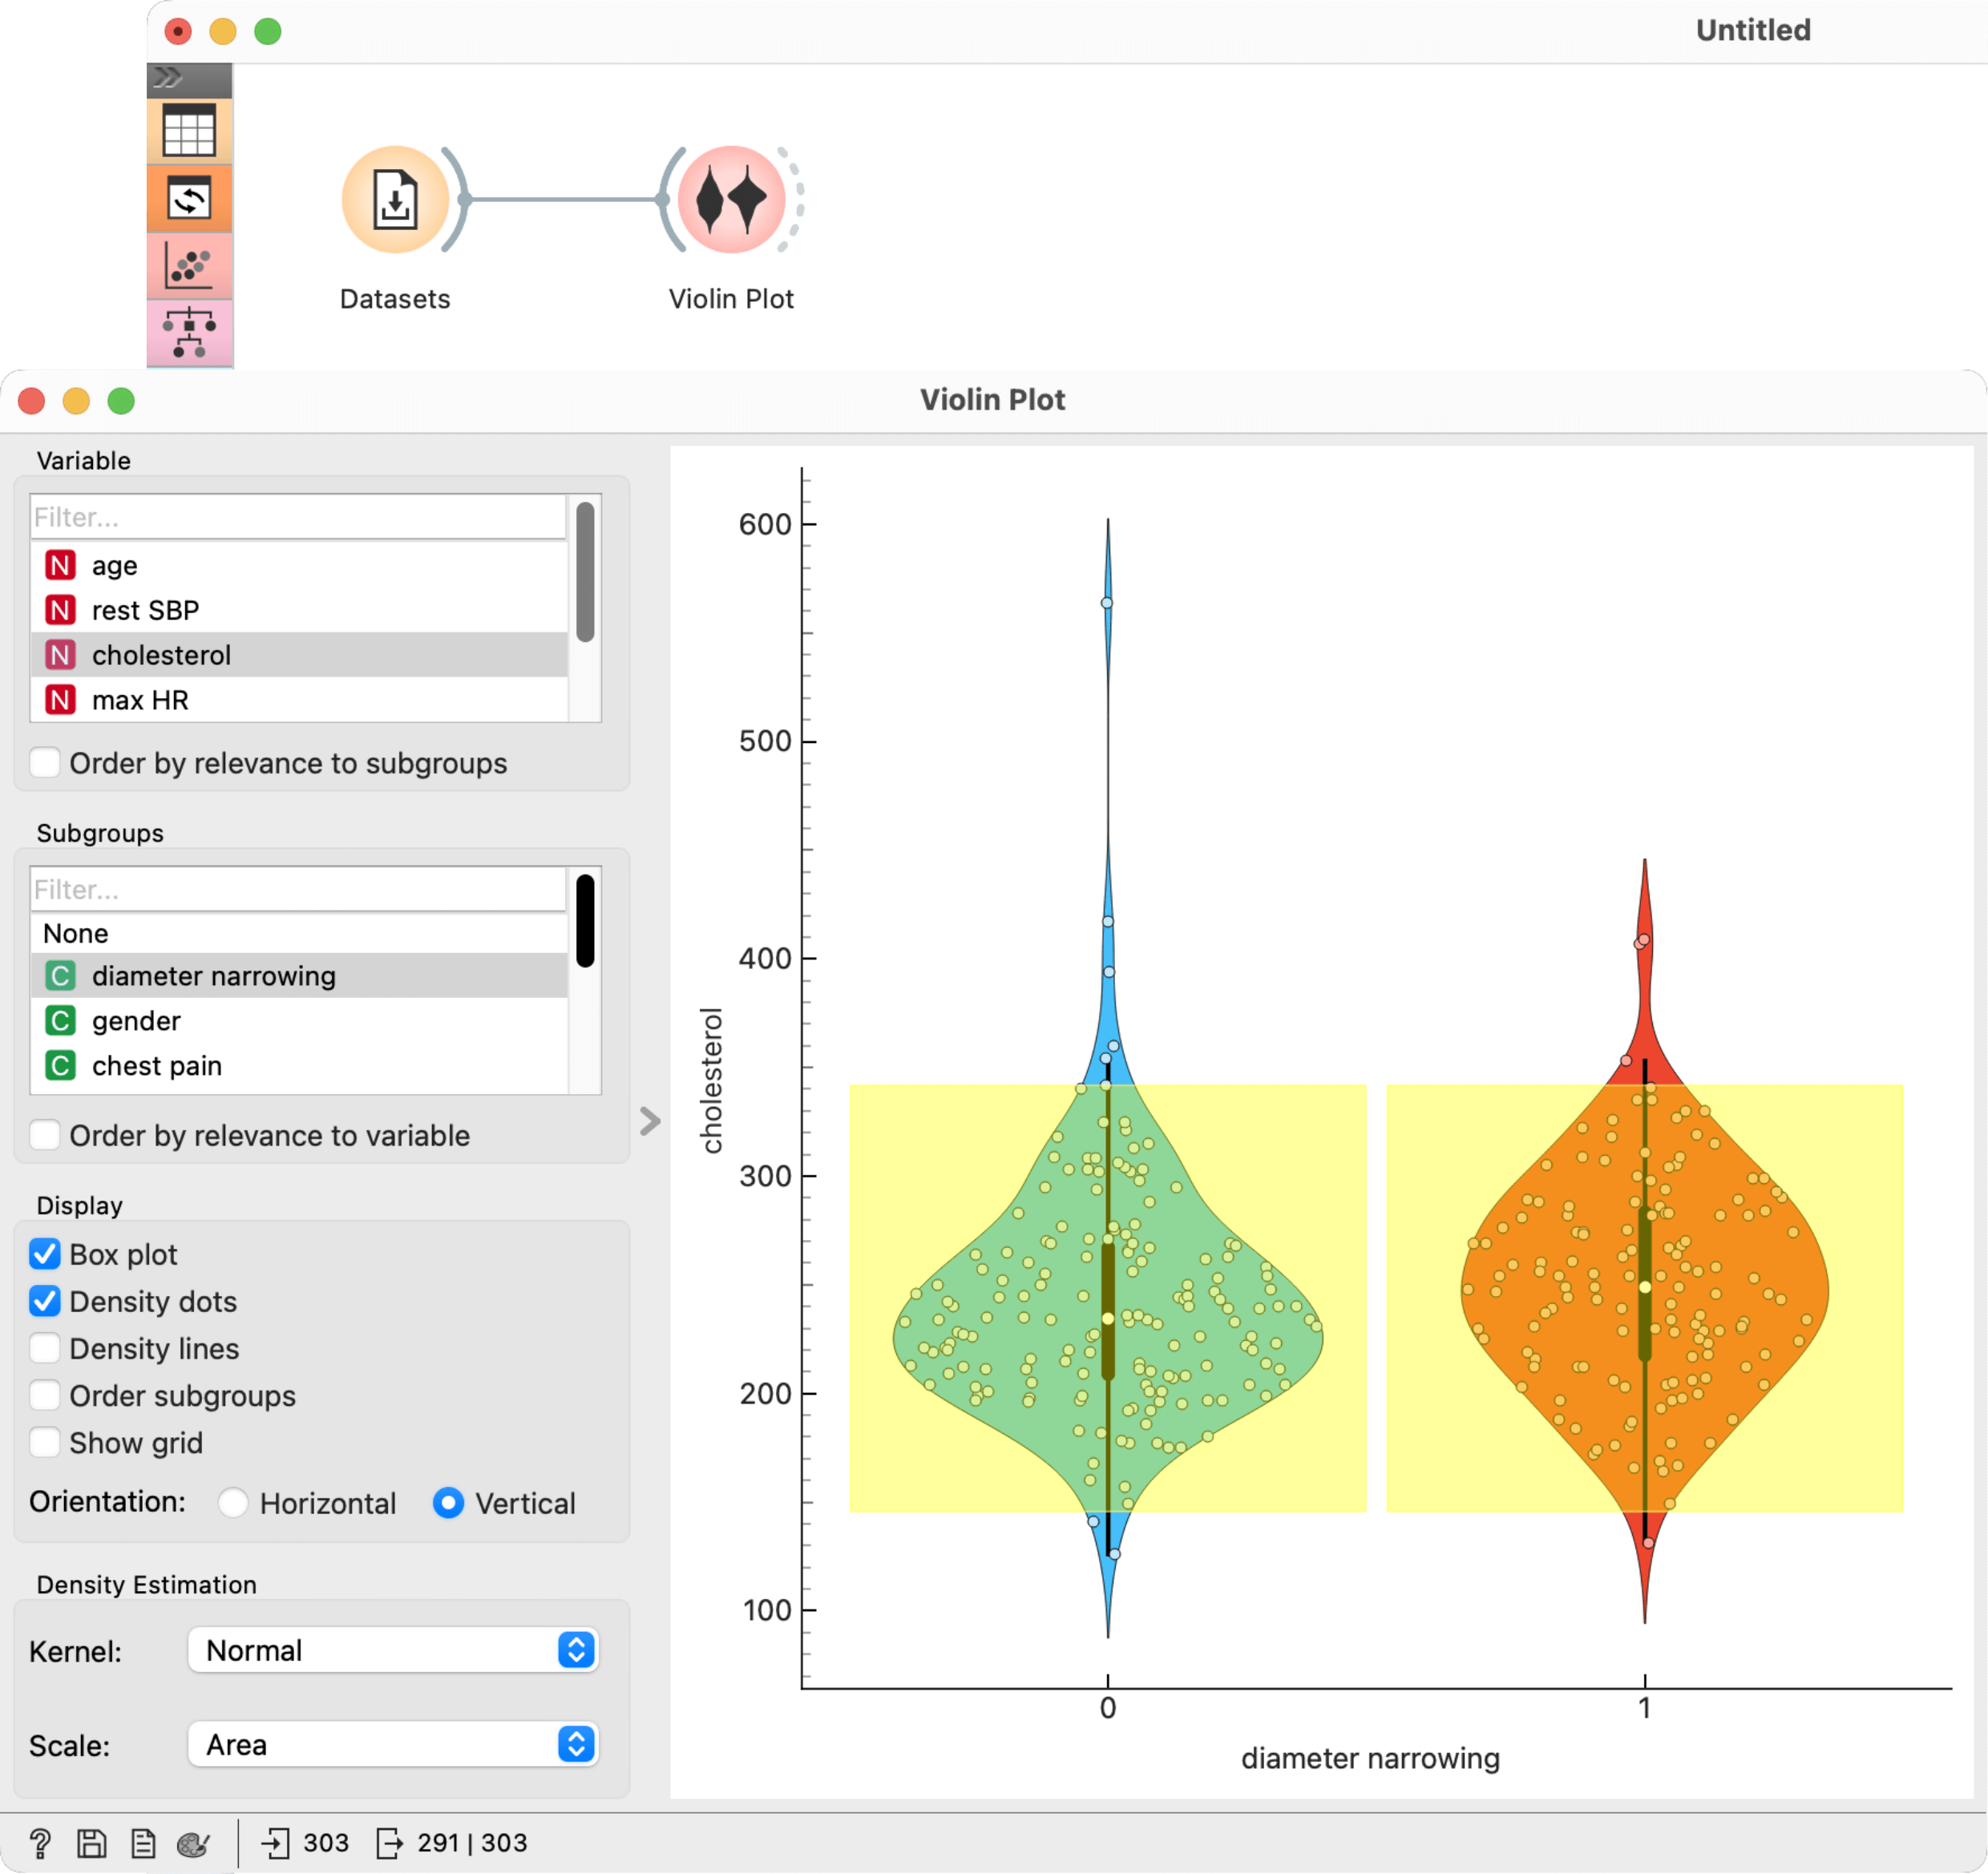 Untitled
Datasets
Violin Plot
Violin Plot
Variable
Filter...
N age
N rest SBP
N cholesterol
N max HR
Order by relevance to subgroups
Subgroups
Filter...
None
C diameter narrowing
C gender
C chest pain
Order by relevance to variable
Display
Box plot
Density dots
Density lines
Order subgroups
Show grid
Orientation: Horizontal Vertical
Density Estimation
Kernel: Normal
Scale: Area
600
500
400
300
200
100
cholesterol
0 1
diameter narrowing
? 303 291 | 303